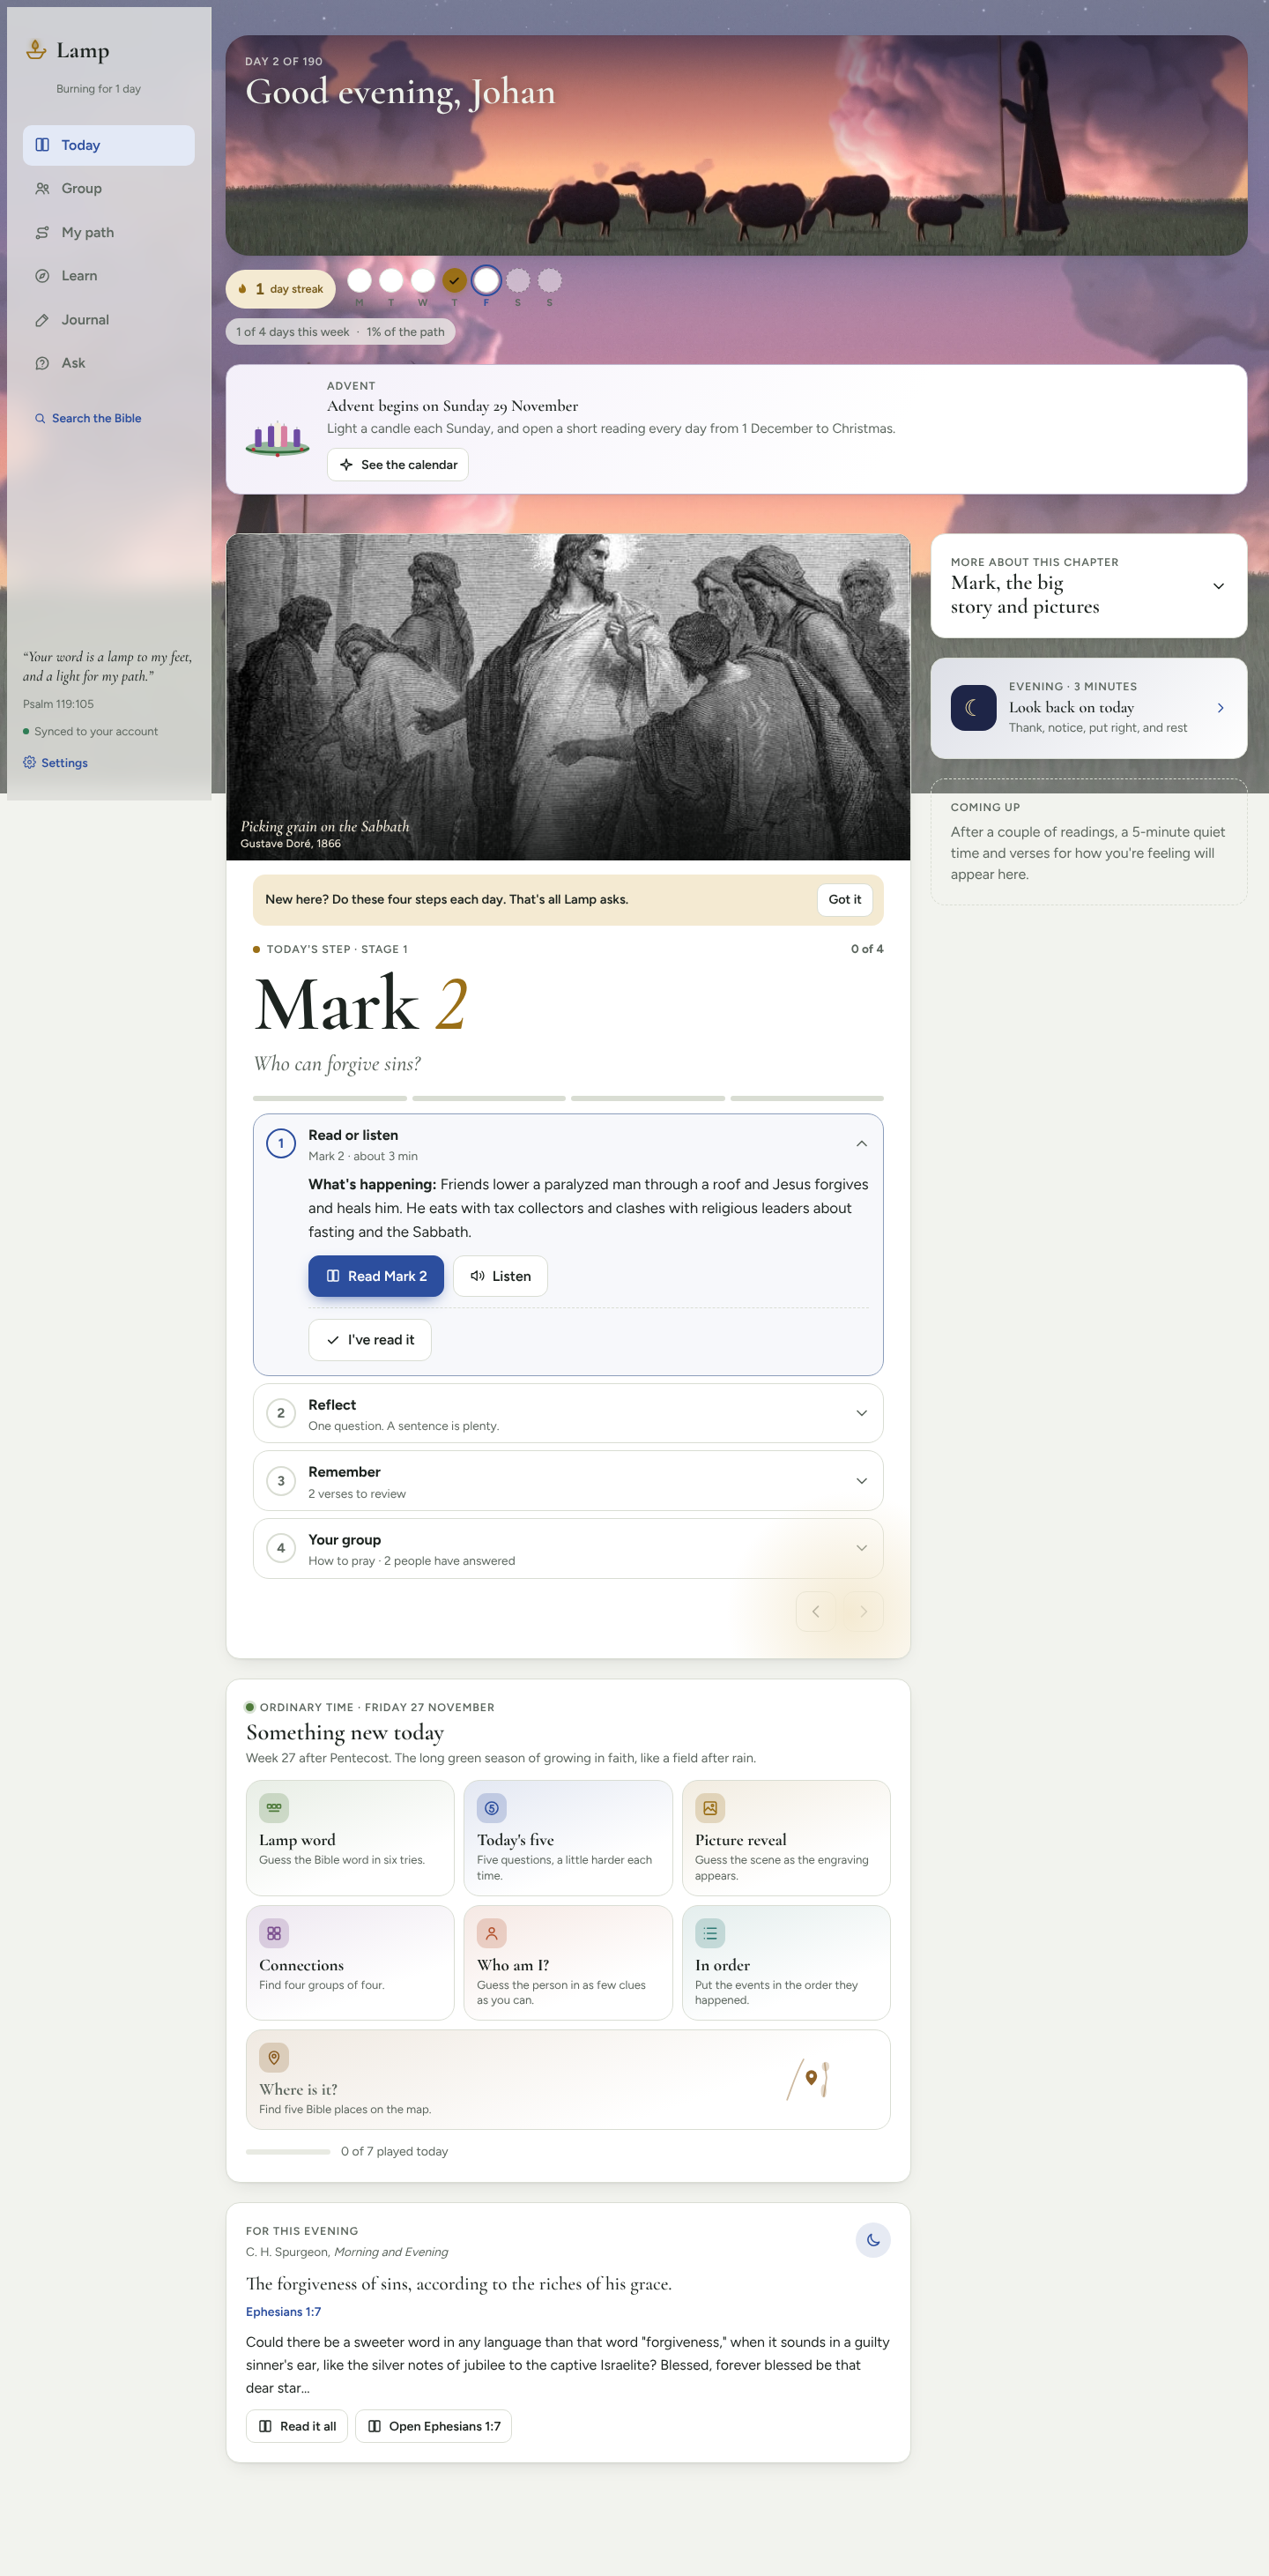 Lamp
Burning for 1 day
Today
Group
My path
Learn
Journal
Ask
Search the Bible
“Your word is a lamp to my feet,
and a light for my path.”
Psalm 119:105
Synced to your account
Settings
DAY 2 OF 190
Good evening, Johan
1 day streak
M T W T F S S
1 of 4 days this week · 1% of the path
ADVENT
Advent begins on Sunday 29 November
Light a candle each Sunday, and open a short reading every day from 1 December to Christmas.
See the calendar
Picking grain on the Sabbath
Gustave Doré, 1866
New here? Do these four steps each day. That's all Lamp asks.
Got it
TODAY'S STEP · STAGE 1
0 of 4
Mark 2
Who can forgive sins?
1
Read or listen
Mark 2 · about 3 min
What's happening: Friends lower a paralyzed man through a roof and Jesus forgives
and heals him. He eats with tax collectors and clashes with religious leaders about
fasting and the Sabbath.
Read Mark 2
Listen
I've read it
2
Reflect
One question. A sentence is plenty.
3
Remember
2 verses to review
4
Your group
How to pray · 2 people have answered
MORE ABOUT THIS CHAPTER
Mark, the big
story and pictures
EVENING · 3 MINUTES
Look back on today
Thank, notice, put right, and rest
COMING UP
After a couple of readings, a 5-minute quiet
time and verses for how you're feeling will
appear here.
ORDINARY TIME · FRIDAY 27 NOVEMBER
Something new today
Week 27 after Pentecost. The long green season of growing in faith, like a field after rain.
Lamp word
Guess the Bible word in six tries.
5
Today's five
Five questions, a little harder each
time.
Picture reveal
Guess the scene as the engraving
appears.
Connections
Find four groups of four.
Who am I?
Guess the person in as few clues
as you can.
In order
Put the events in the order they
happened.
Where is it?
Find five Bible places on the map.
0 of 7 played today
FOR THIS EVENING
C. H. Spurgeon, Morning and Evening
The forgiveness of sins, according to the riches of his grace.
Ephesians 1:7
Could there be a sweeter word in any language than that word "forgiveness," when it sounds in a guilty
sinner's ear, like the silver notes of jubilee to the captive Israelite? Blessed, forever blessed be that
dear star…
Read it all
Open Ephesians 1:7